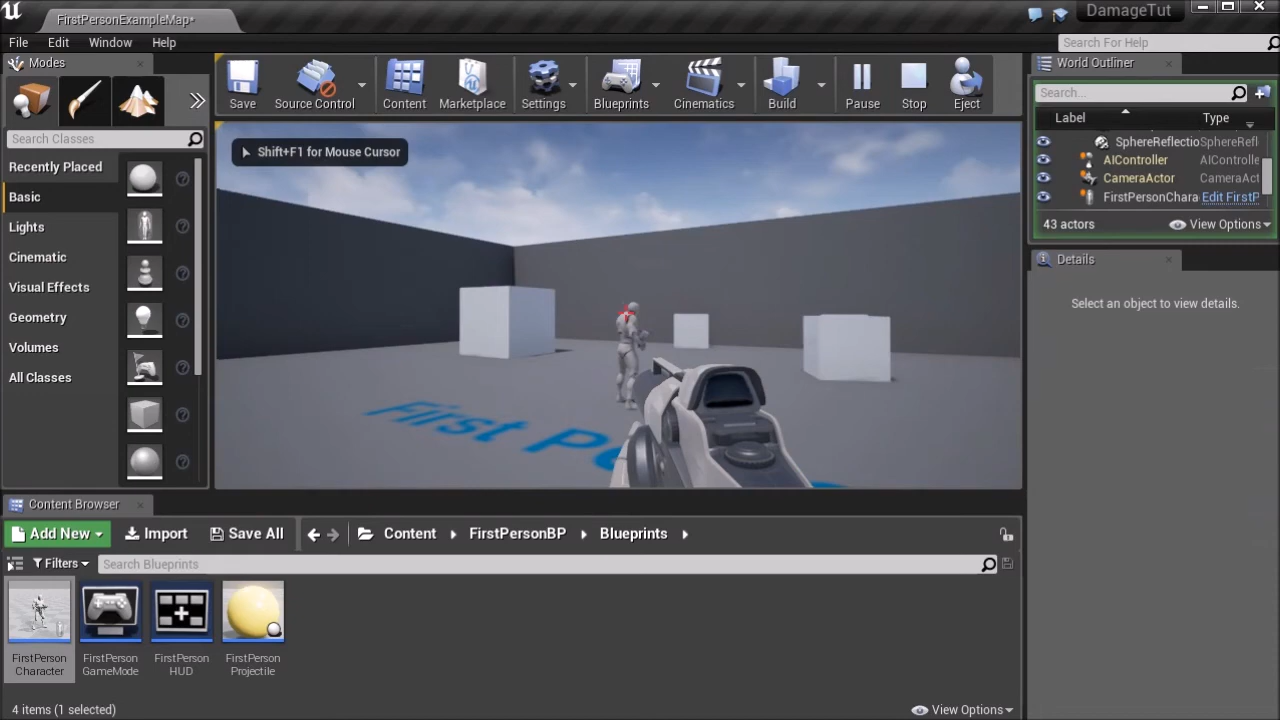 FirstPersonExampleMap*
DamageTut
File Edit Window Help
Search For Help
Modes
World Outliner
Save Source Control Content Marketplace Settings Blueprints Cinematics Build Pause Stop Eject
Search...
Label Type
Search Classes
Shift+F1 for Mouse Cursor
SphereReflectio SphereRefl
AIController AIControlle
CameraActor CameraAct
FirstPersonChara Edit FirstP
43 actors View Options
Recently Placed
Basic
Lights
Cinematic
Visual Effects
Geometry
Volumes
All Classes
Details
Select an object to view details.
First Pe
Content Browser
Add New Import Save All Content FirstPersonBP Blueprints
Filters Search Blueprints
FirstPerson Character
FirstPerson GameMode
FirstPerson HUD
FirstPerson Projectile
4 items (1 selected) View Options